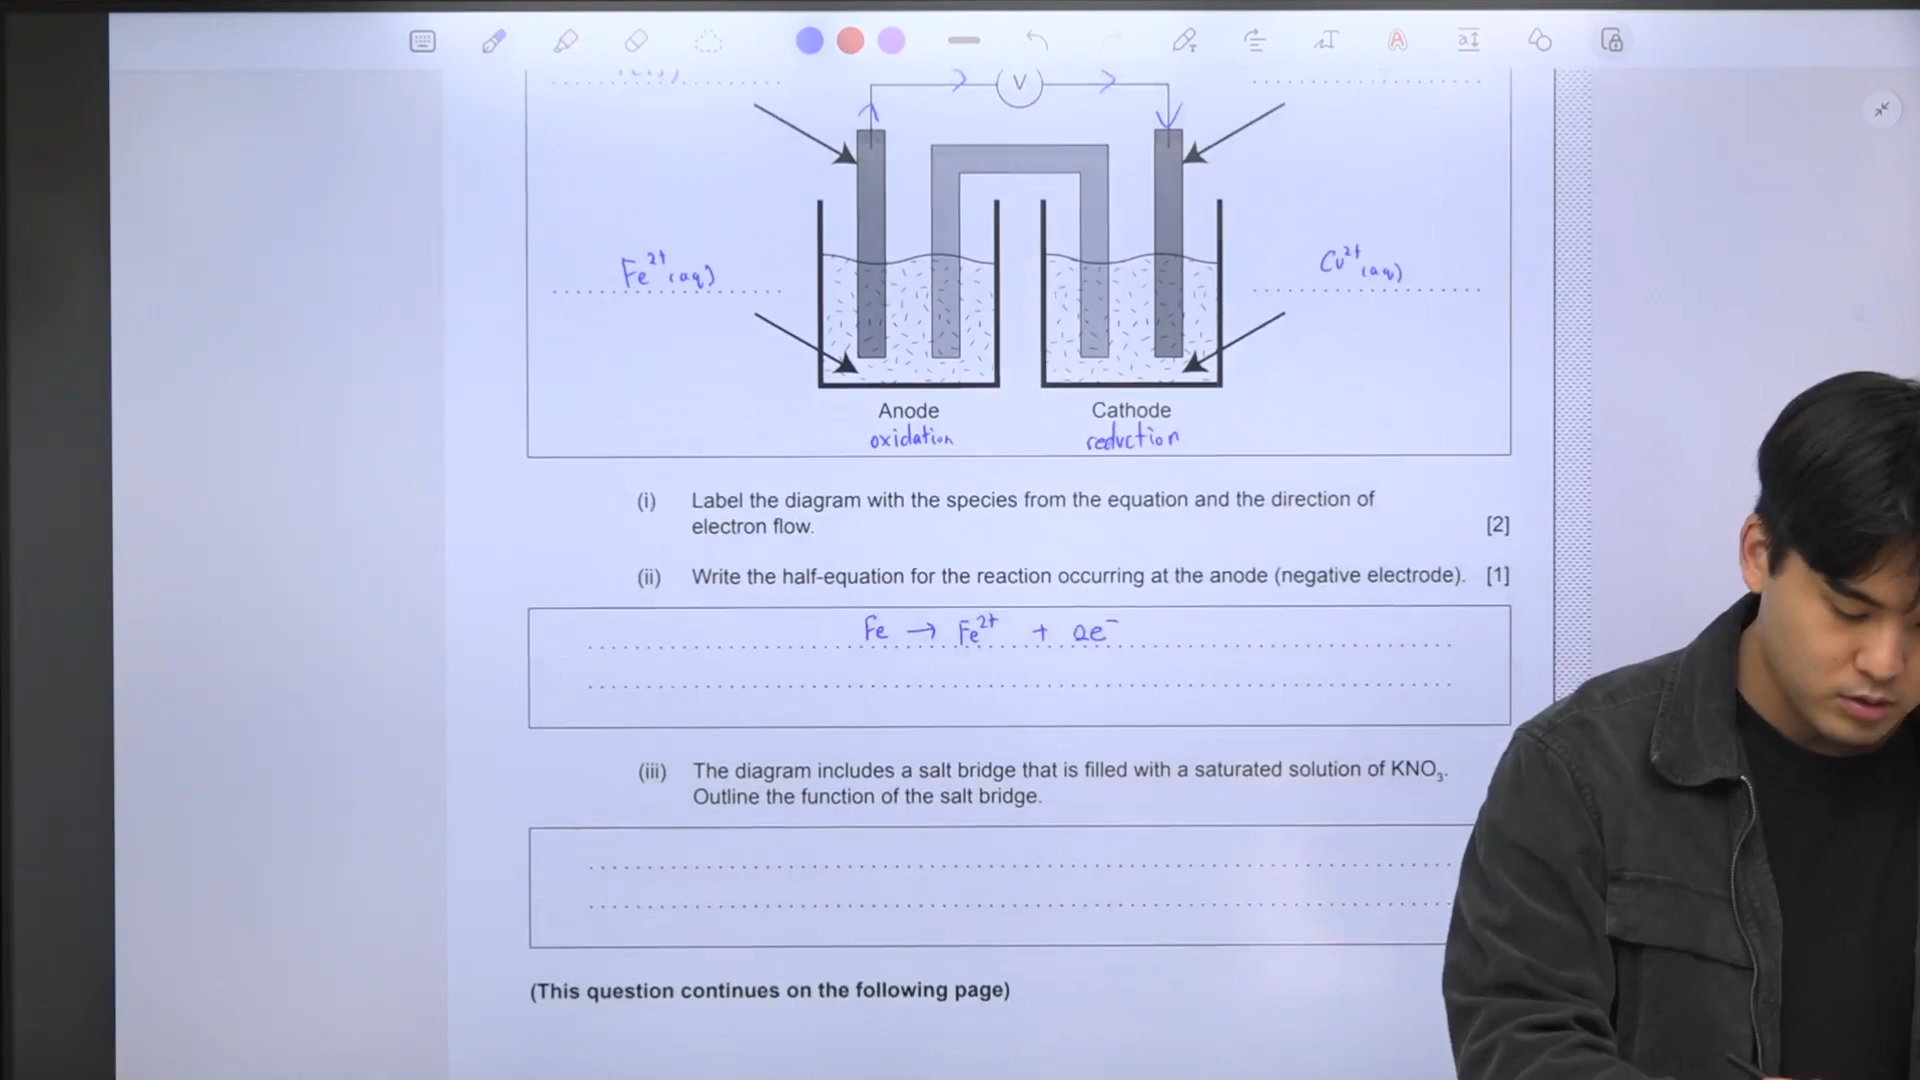 V
Fe²⁺(aq)
Cu²⁺(aq)
Anode
Cathode
oxidation
reduction
(i) Label the diagram with the species from the equation and the direction of
electron flow. [2]
(ii) Write the half-equation for the reaction occurring at the anode (negative electrode). [1]
Fe → Fe²⁺ + 2e⁻
(iii) The diagram includes a salt bridge that is filled with a saturated solution of KNO₃.
Outline the function of the salt bridge.
(This question continues on the following page)